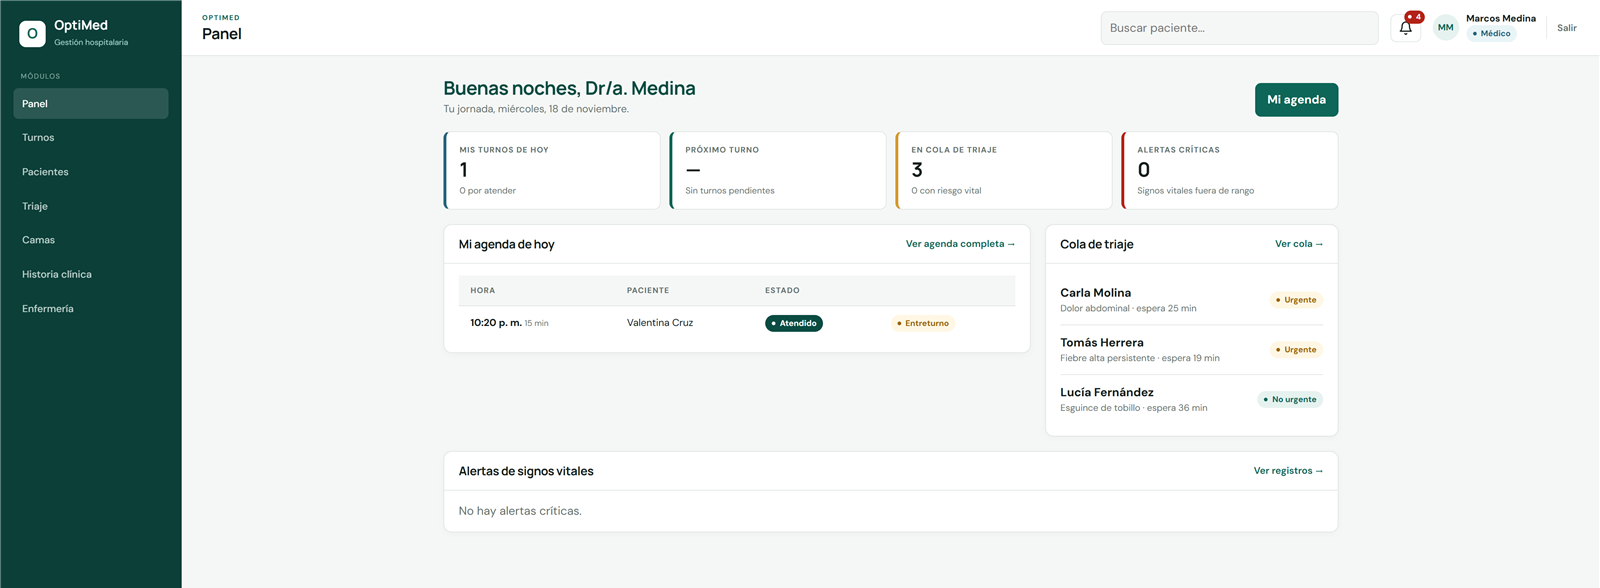 O
OptiMed
Gestión hospitalaria
MÓDULOS
Panel
Turnos
Pacientes
Triaje
Camas
Historia clínica
Enfermería
OPTIMED
Panel
Buscar paciente...
4
MM
Marcos Medina
Médico
Salir
Buenas noches, Dr/a. Medina
Tu jornada, miércoles, 18 de noviembre.
Mi agenda
MIS TURNOS DE HOY
1
0 por atender
PRÓXIMO TURNO
—
Sin turnos pendientes
EN COLA DE TRIAJE
3
0 con riesgo vital
ALERTAS CRÍTICAS
0
Signos vitales fuera de rango
Mi agenda de hoy
Ver agenda completa →
HORA PACIENTE ESTADO
10:20 p. m. 15 min Valentina Cruz Atendido Entreturno
Cola de triaje
Ver cola →
Carla Molina
Dolor abdominal · espera 25 min
Urgente
Tomás Herrera
Fiebre alta persistente · espera 19 min
Urgente
Lucía Fernández
Esguince de tobillo · espera 36 min
No urgente
Alertas de signos vitales
Ver registros →
No hay alertas críticas.